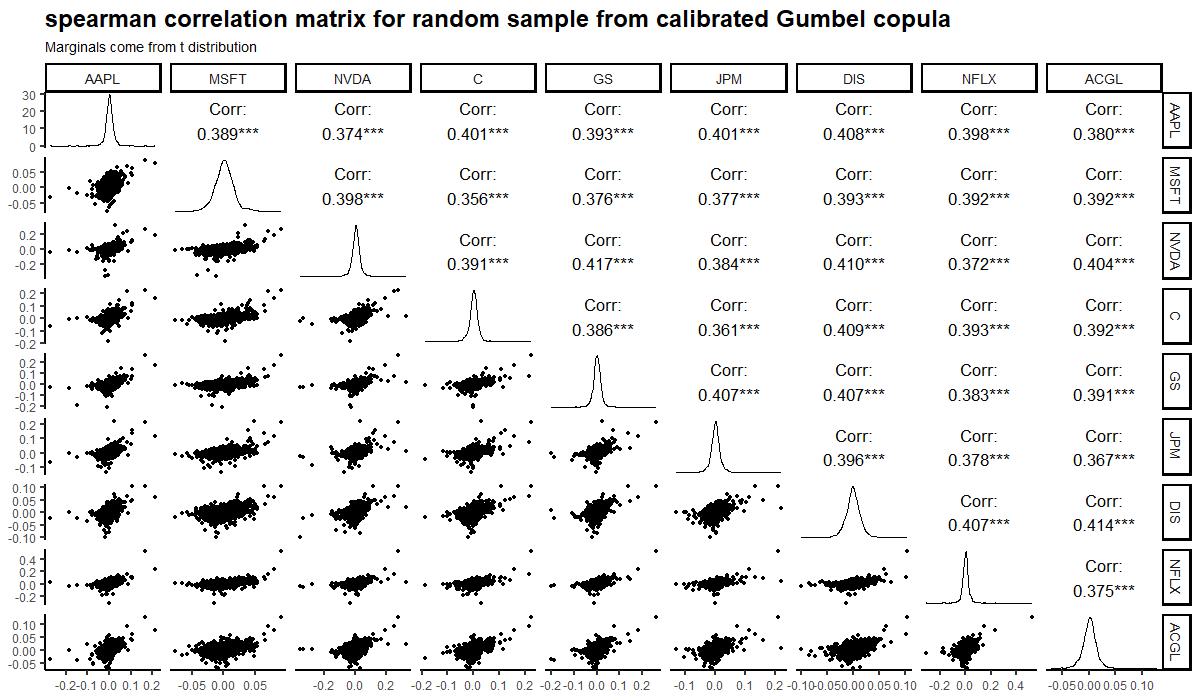 spearman correlation matrix for random sample from calibrated Gumbel copula
Marginals come from t distribution
AAPL MSFT NVDA C GS JPM DIS NFLX ACGL
30 Corr: Corr: Corr: Corr: Corr: Corr: Corr: Corr: AAPL
20
10 0.389*** 0.374*** 0.401*** 0.393*** 0.401*** 0.408*** 0.398*** 0.380***
0
0.05 Corr: Corr: Corr: Corr: Corr: Corr: Corr: MSFT
0.00
-0.05 0.398*** 0.356*** 0.376*** 0.377*** 0.393*** 0.392*** 0.392***
0.2 Corr: Corr: Corr: Corr: Corr: Corr: NVDA
0.0
-0.2 0.391*** 0.417*** 0.384*** 0.410*** 0.372*** 0.404***
0.2 Corr: Corr: Corr: Corr: Corr: C
0.1
0.0
-0.1 0.386*** 0.361*** 0.409*** 0.393*** 0.392***
-0.2
0.2 Corr: Corr: Corr: Corr: GS
0.1
0.0
-0.1 0.407*** 0.407*** 0.383*** 0.391***
-0.2
0.2 Corr: Corr: Corr: JPM
0.1
0.0
-0.1 0.396*** 0.378*** 0.367***
0.10 Corr: Corr: DIS
0.05
0.00
-0.05 0.407*** 0.414***
-0.10
0.4 Corr: NFLX
0.2
0.0
-0.2 0.375***
0.10 ACGL
0.05
0.00
-0.05
-0.2 -0.1 0.0 0.1 0.2 -0.05 0.00 0.05 -0.2 0.0 0.2 -0.2 -0.1 0.0 0.1 0.2 -0.2 -0.1 0.0 0.1 0.2 -0.1 0.0 0.1 0.2 -0.10 -0.05 0.00 0.05 0.10 -0.2 0.0 0.2 0.4 -0.05 0.00 0.05 0.10